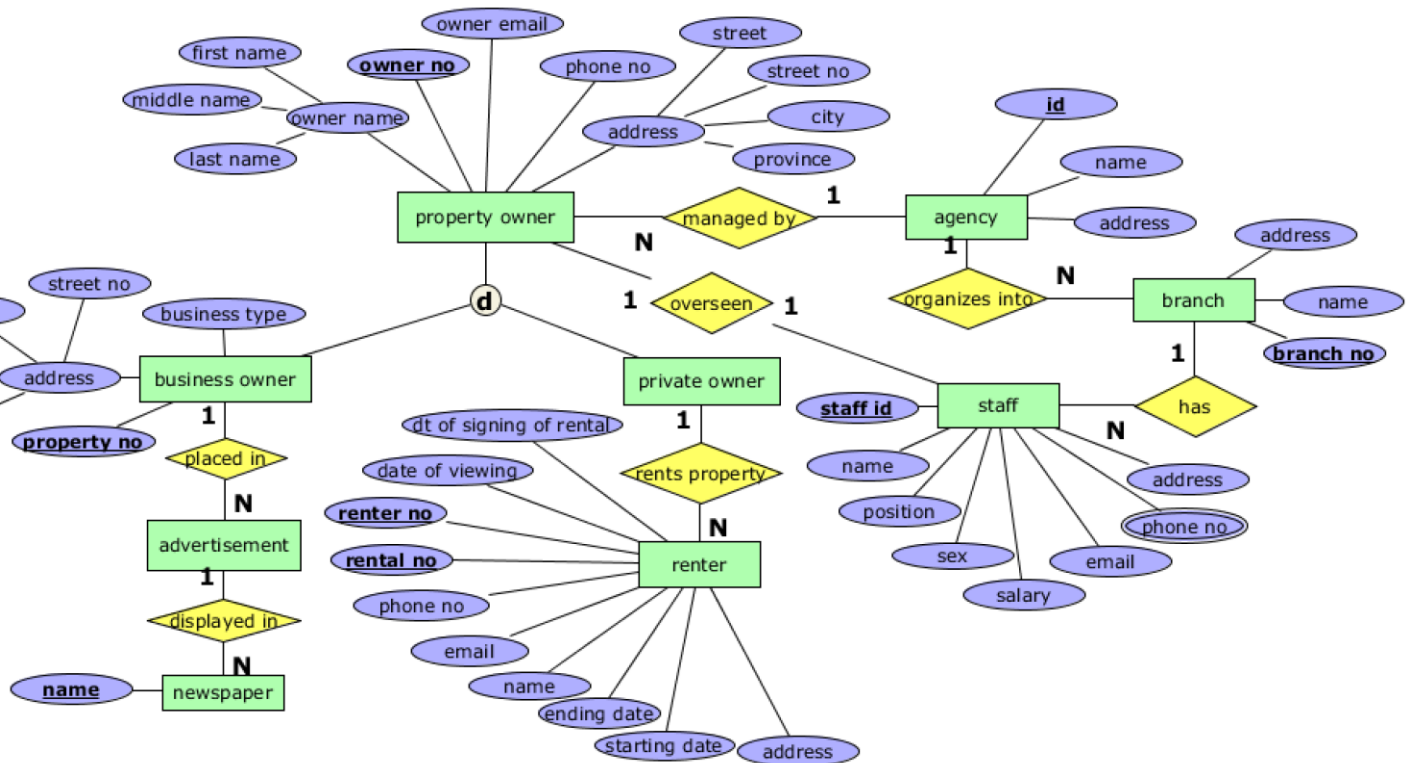 owner email
street
first name
owner no
phone no
street no
middle name
owner name
address
city
last name
province
id
name
address
property owner
N
managed by
1
agency
1
organizes into
N
branch
address
name
branch no
d
1
overseen
1
street no
business type
address
business owner
property no
1
placed in
N
advertisement
1
displayed in
N
name
newspaper
private owner
1
rents property
N
renter
dt of signing of rental
date of viewing
renter no
rental no
phone no
email
name
ending date
starting date
address
1
has
N
staff
staff id
name
position
sex
salary
email
phone no
address